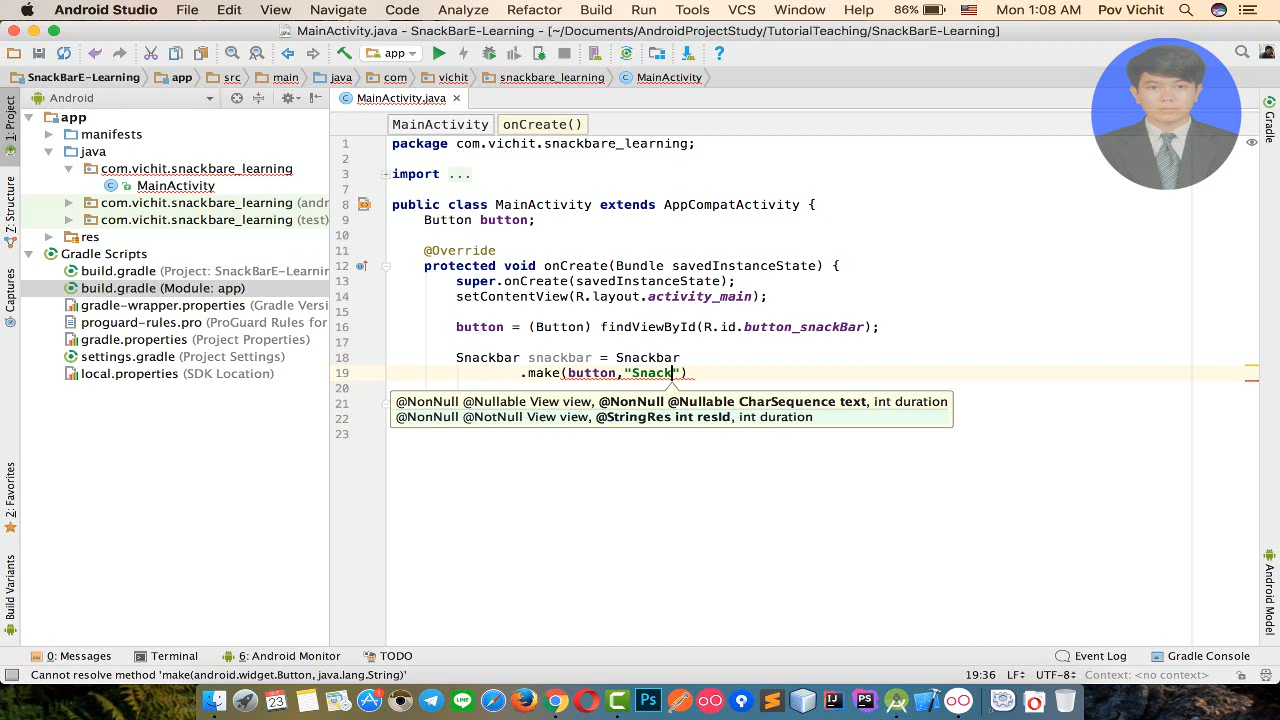 Android Studio File Edit View Navigate Code Analyze Refactor Build Run Tools VCS Window Help 86% Mon 1:08 AM Pov Vichit
MainActivity.java - SnackBarE-Learning - [~/Documents/AndroidProjectStudy/TutorialTeaching/SnackBarE-Learning]
app
SnackBarE-Learning app src main java com vichit snackbare_learning MainActivity
Android
MainActivity.java
MainActivity onCreate()
1: Project
Z: Structure
Captures
2: Favorites
Build Variants
app
manifests
java
com.vichit.snackbare_learning
MainActivity
com.vichit.snackbare_learning (andr
com.vichit.snackbare_learning (test)
res
Gradle Scripts
build.gradle (Project: SnackBarE-Learnin
build.gradle (Module: app)
gradle-wrapper.properties (Gradle Versi
proguard-rules.pro (ProGuard Rules for
gradle.properties (Project Properties)
settings.gradle (Project Settings)
local.properties (SDK Location)
1 package com.vichit.snackbare_learning;
2
3 import ...
7
8 public class MainActivity extends AppCompatActivity {
9 Button button;
10
11 @Override
12 protected void onCreate(Bundle savedInstanceState) {
13 super.onCreate(savedInstanceState);
14 setContentView(R.layout.activity_main);
15
16 button = (Button) findViewById(R.id.button_snackBar);
17
18 Snackbar snackbar = Snackbar
19 .make(button,"Snack")
20
21
22
23
@NonNull @Nullable View view, @NonNull @Nullable CharSequence text, int duration
@NonNull @NotNull View view, @StringRes int resId, int duration
Gradle
Android Model
0: Messages Terminal 6: Android Monitor TODO Event Log Gradle Console
Cannot resolve method 'make(android.widget.Button, java.lang.String)' 19:36 LF÷ UTF-8÷ Context: <no context>
23
LINE
Ps
IJ
PS